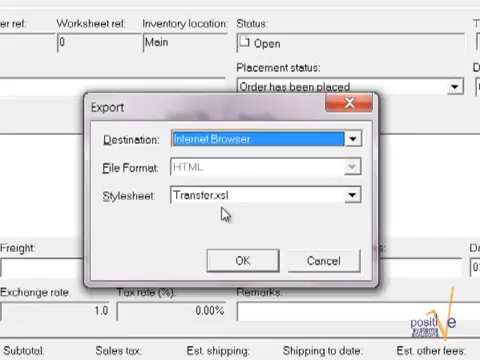 er ref: Worksheet ref: Inventory location: Status: T
0 Main Open
Placement status: D
Order has been placed 0
Export
Destination: Internet Browser
File Format: HTML
Stylesheet: Transfer.xsl
OK Cancel
Freight: s: Da
Exchange rate. Tax rate (%). Remarks.
1.0 0.00%
positive
Subtotal: Sales tax: Est. shipping: Shipping to date: Est. other fees: